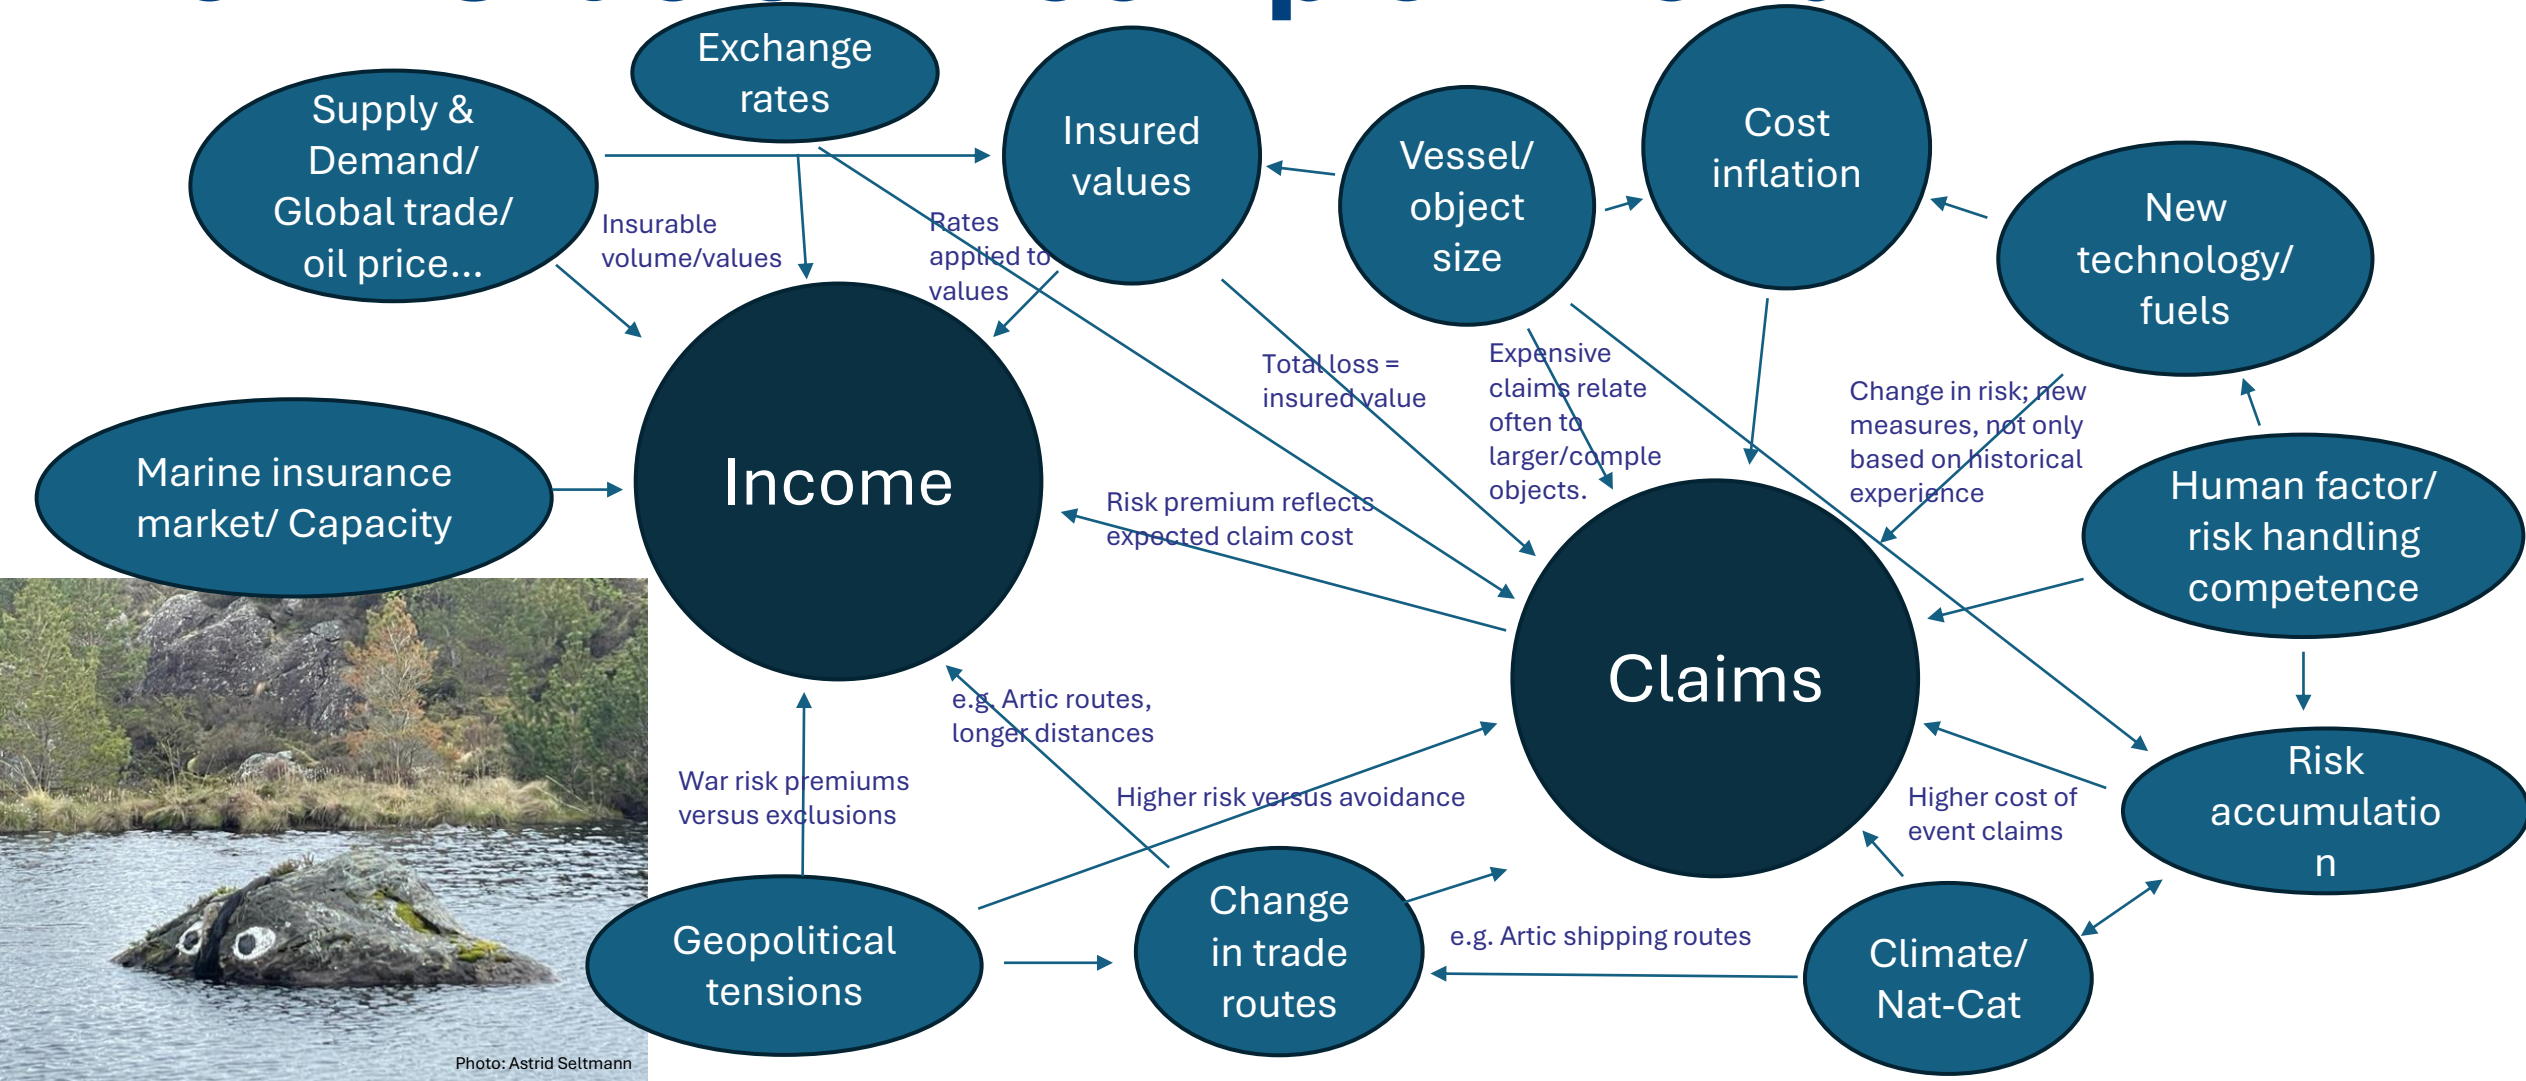 Exchange
rates
Supply &
Demand/
Global trade/
oil price...
Insured
values
Vessel/
object
size
Cost
inflation
New
technology/
fuels
Insurable
volume/values
Rates
applied to
values
Total loss =
insured value
Expensive
claims relate
often to
larger/comple
objects.
Change in risk; new
measures, not only
based on historical
experience
Marine insurance
market/ Capacity
Income
Risk premium reflects
expected claim cost
Human factor/
risk handling
competence
Claims
e.g. Artic routes,
longer distances
War risk premiums
versus exclusions
Higher risk versus avoidance
Higher cost of
event claims
Risk
accumulatio
n
Geopolitical
tensions
Change
in trade
routes
e.g. Artic shipping routes
Climate/
Nat-Cat
Photo: Astrid Seltmann